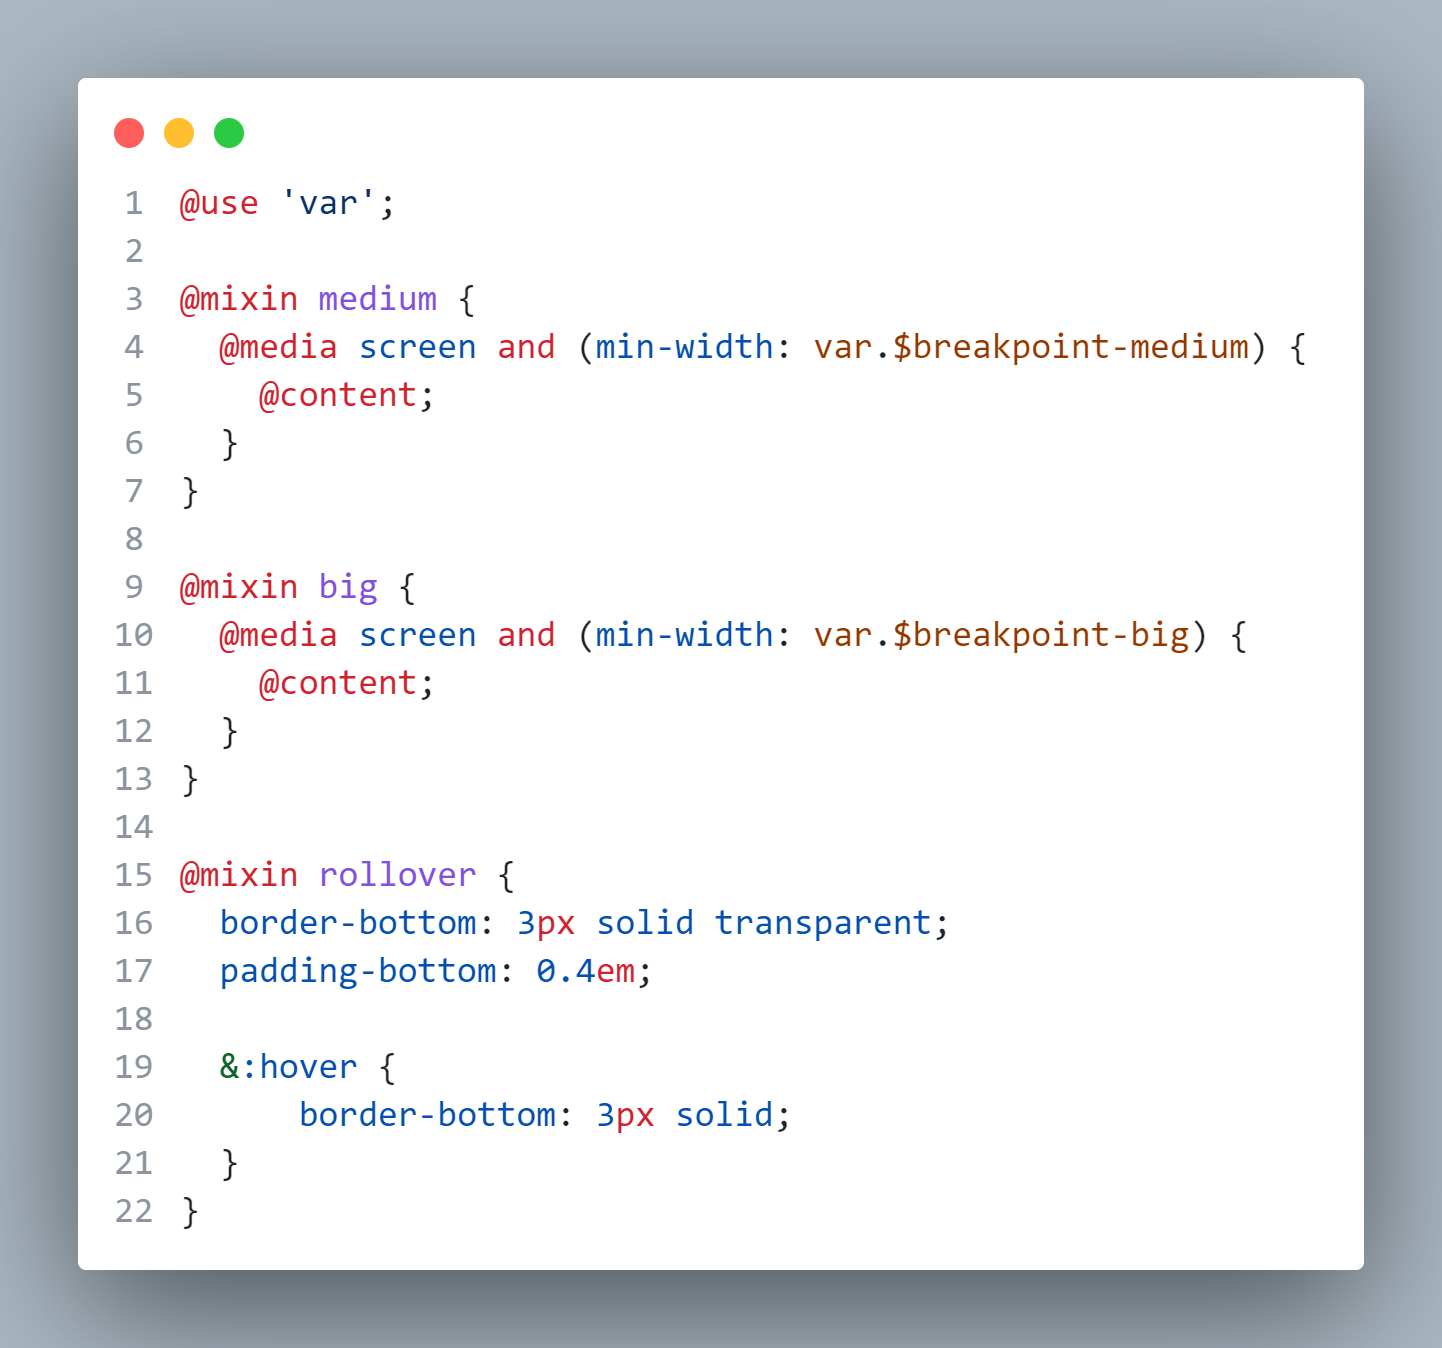 1 @use 'var';
2
3 @mixin medium {
4   @media screen and (min-width: var.$breakpoint-medium) {
5     @content;
6   }
7 }
8
9 @mixin big {
10   @media screen and (min-width: var.$breakpoint-big) {
11     @content;
12   }
13 }
14
15 @mixin rollover {
16   border-bottom: 3px solid transparent;
17   padding-bottom: 0.4em;
18
19   &:hover {
20       border-bottom: 3px solid;
21   }
22 }